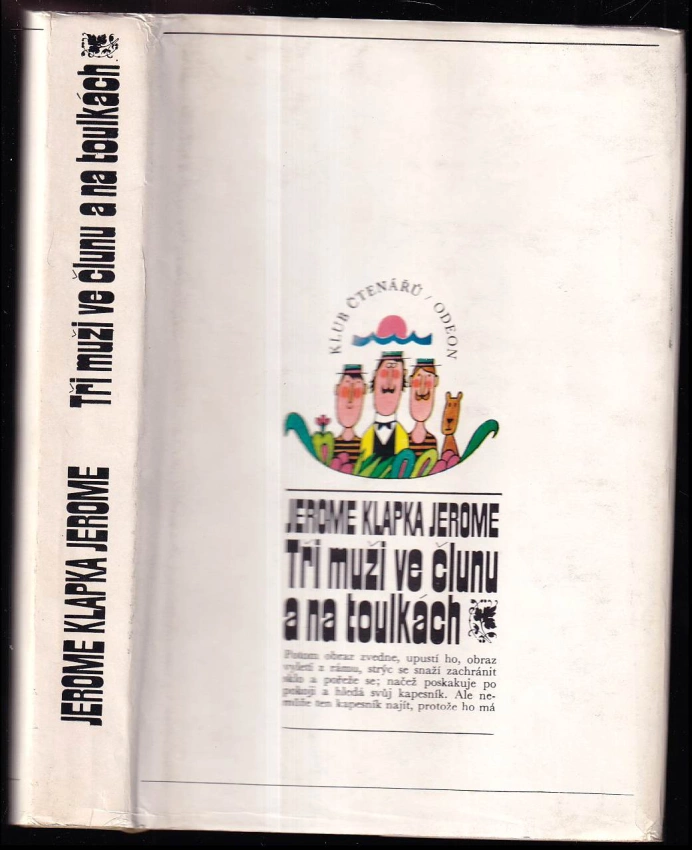 JEROME KLAPKA JEROME Tři muži ve člunu a na toulkách
KLUB ČTENÁŘŮ / ODEON
JEROME KLAPKA JEROME
Tři muži ve člunu
a na toulkách
Potom obraz zvedne, upustí ho, obraz
vyletí z rámu, strýc se snaží zachránit
sklo a pořeže se; načež poskakuje po
pokoji a hledá svůj kapesník. Ale ne-
může ten kapesník najít, protože ho má